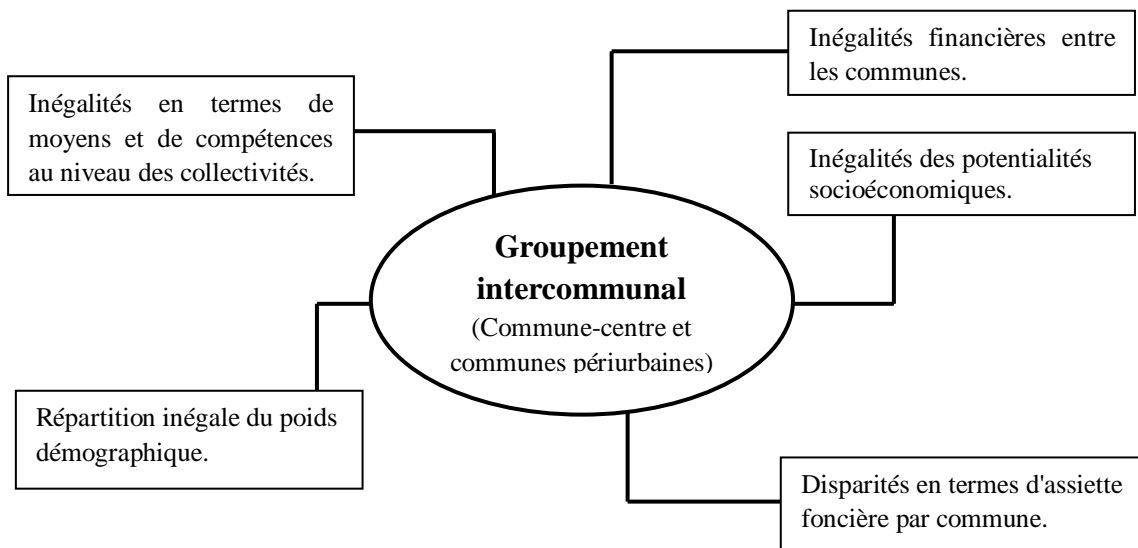 Inégalités financières entre
les communes.
Inégalités en termes de
moyens et de compétences
au niveau des collectivités.
Inégalités des potentialités
socioéconomiques.
Groupement
intercommunal
(Commune-centre et
communes périurbaines)
Répartition inégale du poids
démographique.
Disparités en termes d'assiette
foncière par commune.